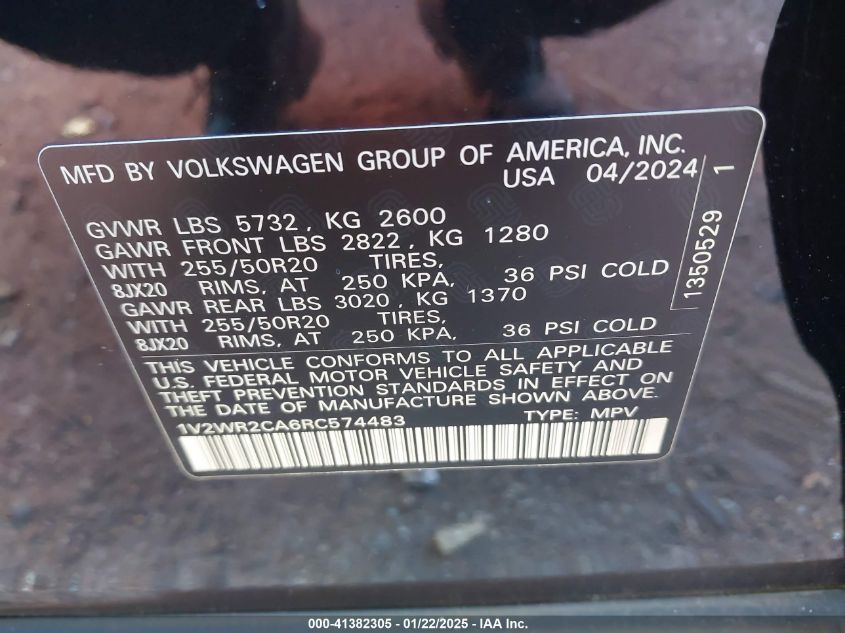 MFD BY VOLKSWAGEN GROUP OF AMERICA, INC.
USA 04/2024
GVWR LBS 5732, KG 2600
GAWR FRONT LBS 2822, KG 1280
WITH 255/50R20 TIRES,
8JX20 RIMS, AT 250 KPA, 36 PSI COLD
GAWR REAR LBS 3020, KG 1370
WITH 255/50R20 TIRES,
8JX20 RIMS, AT 250 KPA, 36 PSI COLD
THIS VEHICLE CONFORMS TO ALL APPLICABLE
U.S. FEDERAL MOTOR VEHICLE SAFETY AND
THEFT PREVENTION STANDARDS IN EFFECT ON
THE DATE OF MANUFACTURE SHOWN ABOVE.
1V2WR2CA6RC574483 TYPE: MPV
1350529 1
000-41382305 - 01/22/2025 - IAA Inc.